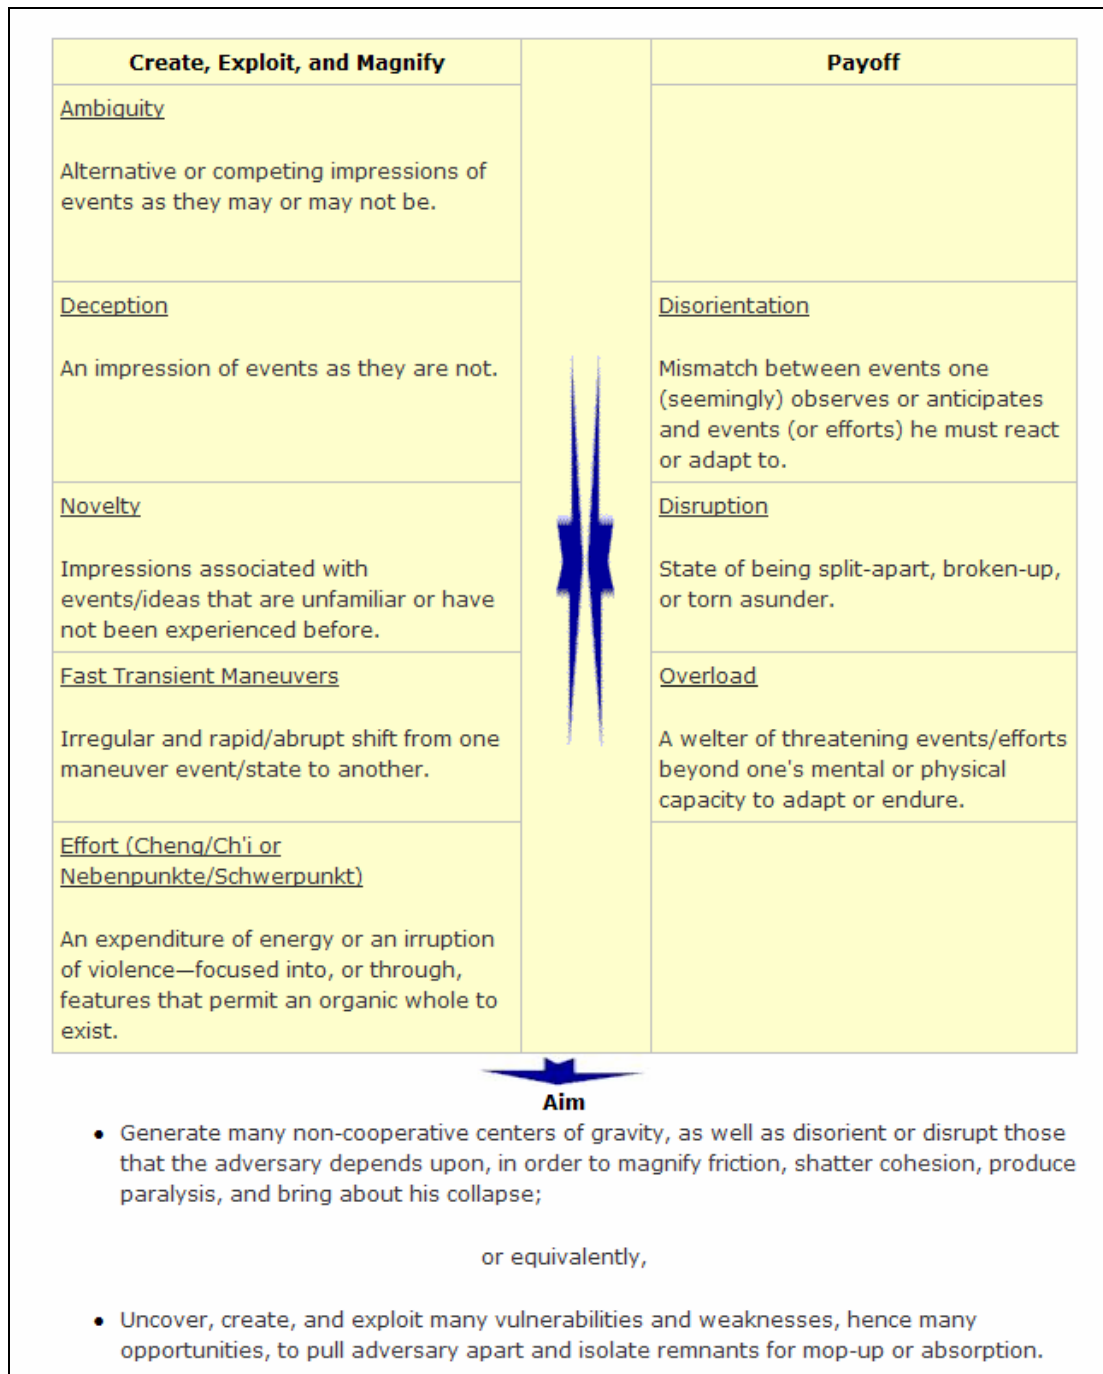 Create, Exploit, and Magnify
Payoff
Ambiguity
Alternative or competing impressions of
events as they may or may not be.
Deception
An impression of events as they are not.
Disorientation
Mismatch between events one
(seemingly) observes or anticipates
and events (or efforts) he must react
or adapt to.
Novelty
Impressions associated with
events/ideas that are unfamiliar or have
not been experienced before.
Disruption
State of being split-apart, broken-up,
or torn asunder.
Fast Transient Maneuvers
Irregular and rapid/abrupt shift from one
maneuver event/state to another.
Overload
A welter of threatening events/efforts
beyond one's mental or physical
capacity to adapt or endure.
Effort (Cheng/Ch'i or
Nebenpunkte/Schwerpunkt)
An expenditure of energy or an irruption
of violence—focused into, or through,
features that permit an organic whole to
exist.
Aim
• Generate many non-cooperative centers of gravity, as well as disorient or disrupt those
that the adversary depends upon, in order to magnify friction, shatter cohesion, produce
paralysis, and bring about his collapse;
or equivalently,
• Uncover, create, and exploit many vulnerabilities and weaknesses, hence many
opportunities, to pull adversary apart and isolate remnants for mop-up or absorption.